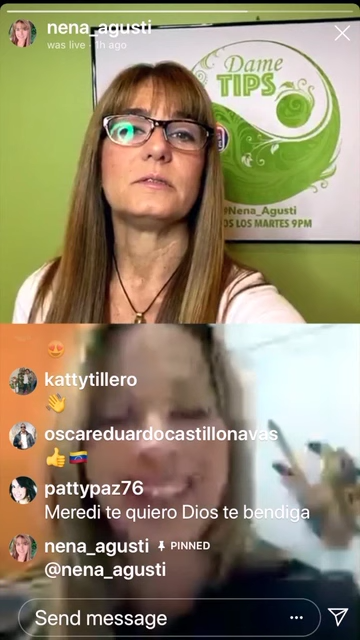 nena_agusti
was live · 1h ago
Dame
TIPS
#Nena_Agusti
OS LOS MARTES 9PM
😍
kattytillero
👋
oscareduardocastillonavas
👍🇻🇪
pattypaz76
Meredi te quiero Dios te bendiga
nena_agusti 📌 PINNED
@nena_agusti
Send message